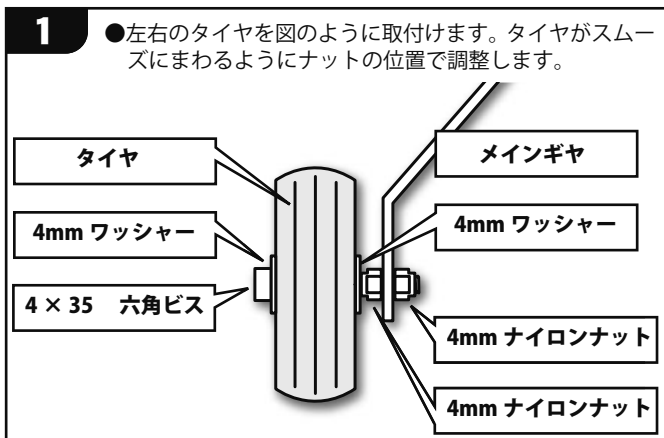 1
●左右のタイヤを図のように取付けます。タイヤがスムー
ズにまわるようにナットの位置で調整します。
タイヤ
メインギヤ
4mm ワッシャー
4mm ワッシャー
4 × 35　六角ビス
4mm ナイロンナット
4mm ナイロンナット